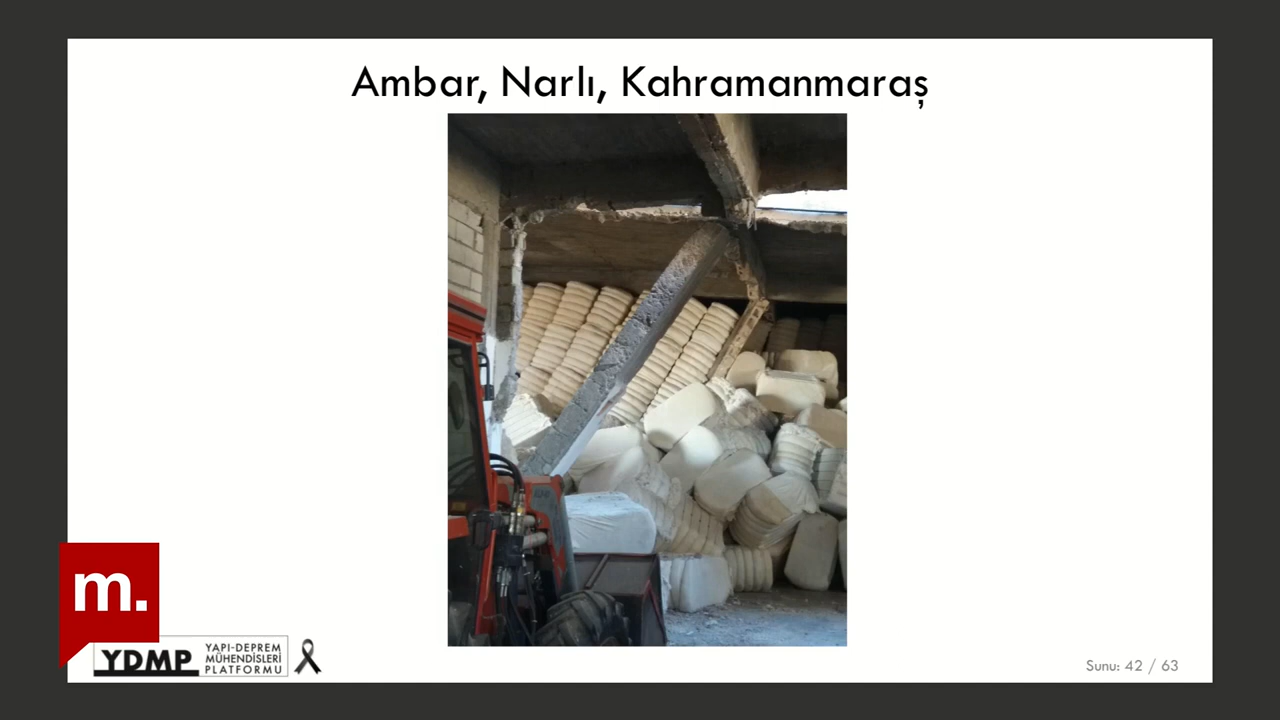 Ambar, Narlı, Kahramanmaraş
m.
YDMP
YAPI-DEPREM
MÜHENDİSLERİ
PLATFORMU
Sunu: 42 / 63